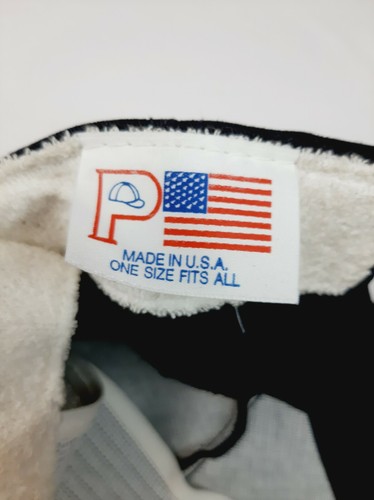 P
MADE IN U.S.A.
ONE SIZE FITS ALL